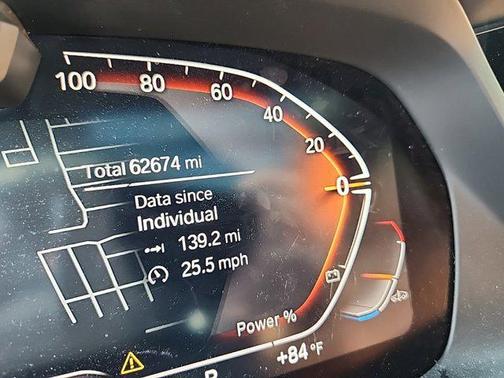 100 80 60 40 20 0
Total 62674 mi
Data since
Individual
139.2 mi
25.5 mph
Power %
+84 °F